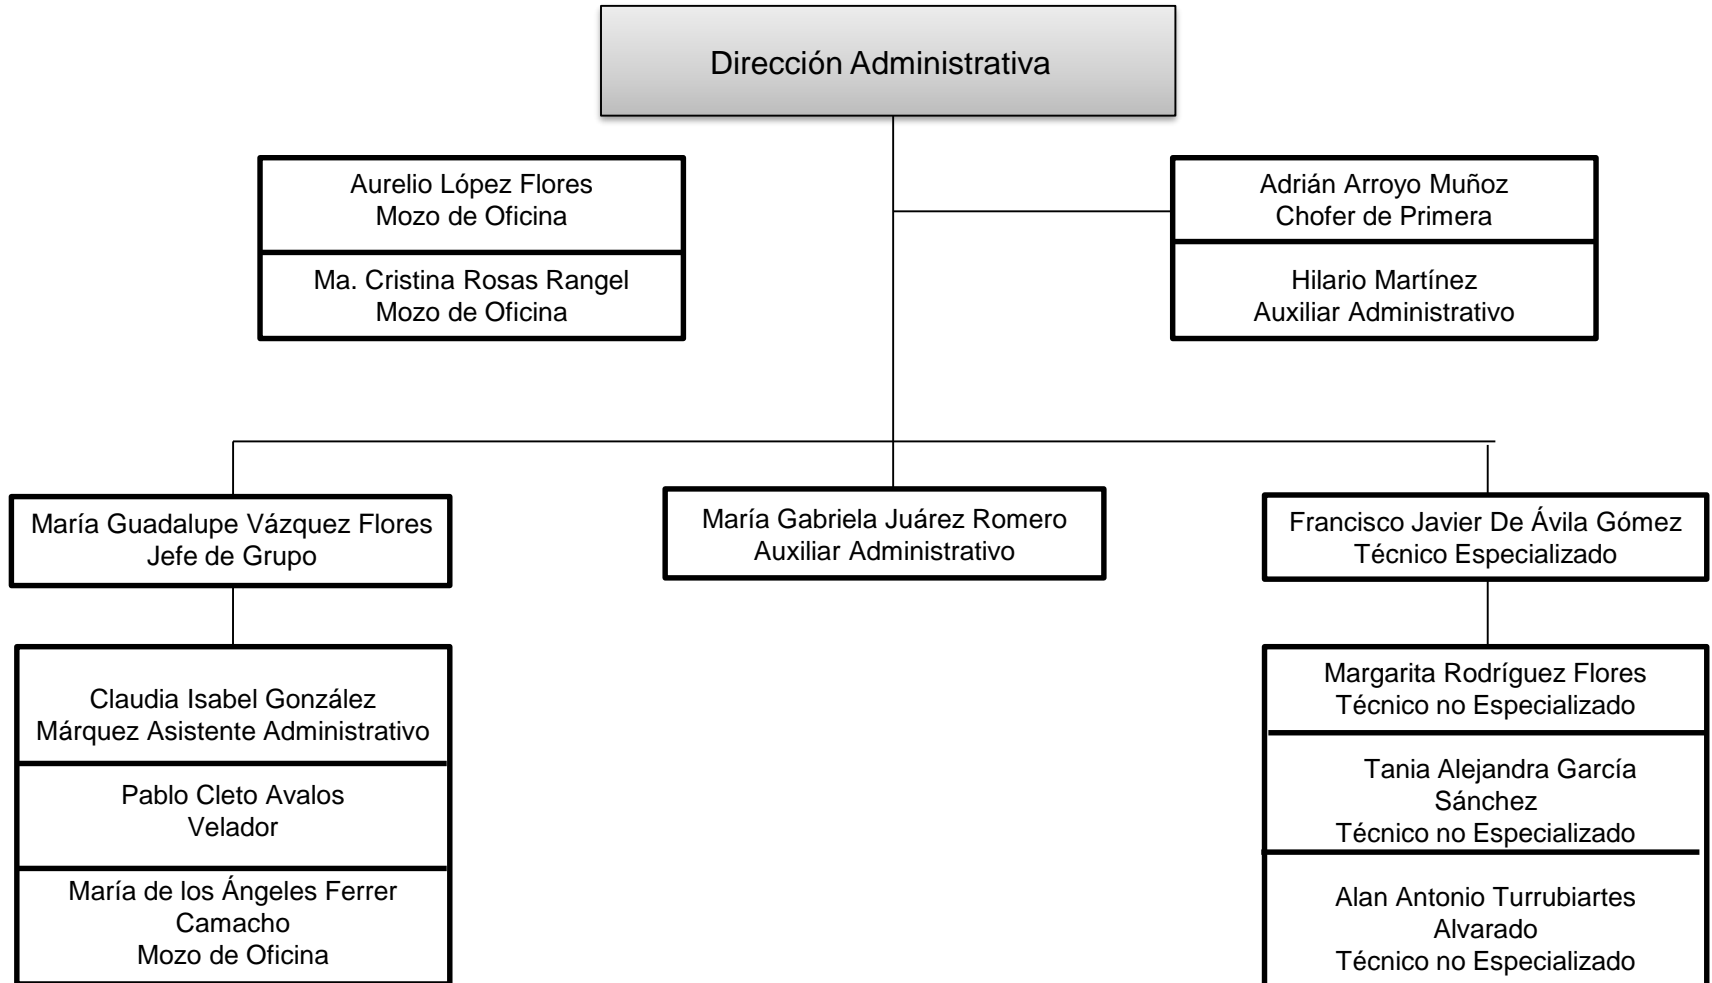 Dirección Administrativa
Aurelio López Flores
Mozo de Oficina
Ma. Cristina Rosas Rangel
Mozo de Oficina
Adrián Arroyo Muñoz
Chofer de Primera
Hilario Martínez
Auxiliar Administrativo
María Guadalupe Vázquez Flores
Jefe de Grupo
María Gabriela Juárez Romero
Auxiliar Administrativo
Francisco Javier De Ávila Gómez
Técnico Especializado
Claudia Isabel González
Márquez Asistente Administrativo
Pablo Cleto Avalos
Velador
María de los Ángeles Ferrer
Camacho
Mozo de Oficina
Margarita Rodríguez Flores
Técnico no Especializado
Tania Alejandra García
Sánchez
Técnico no Especializado
Alan Antonio Turrubiartes
Alvarado
Técnico no Especializado